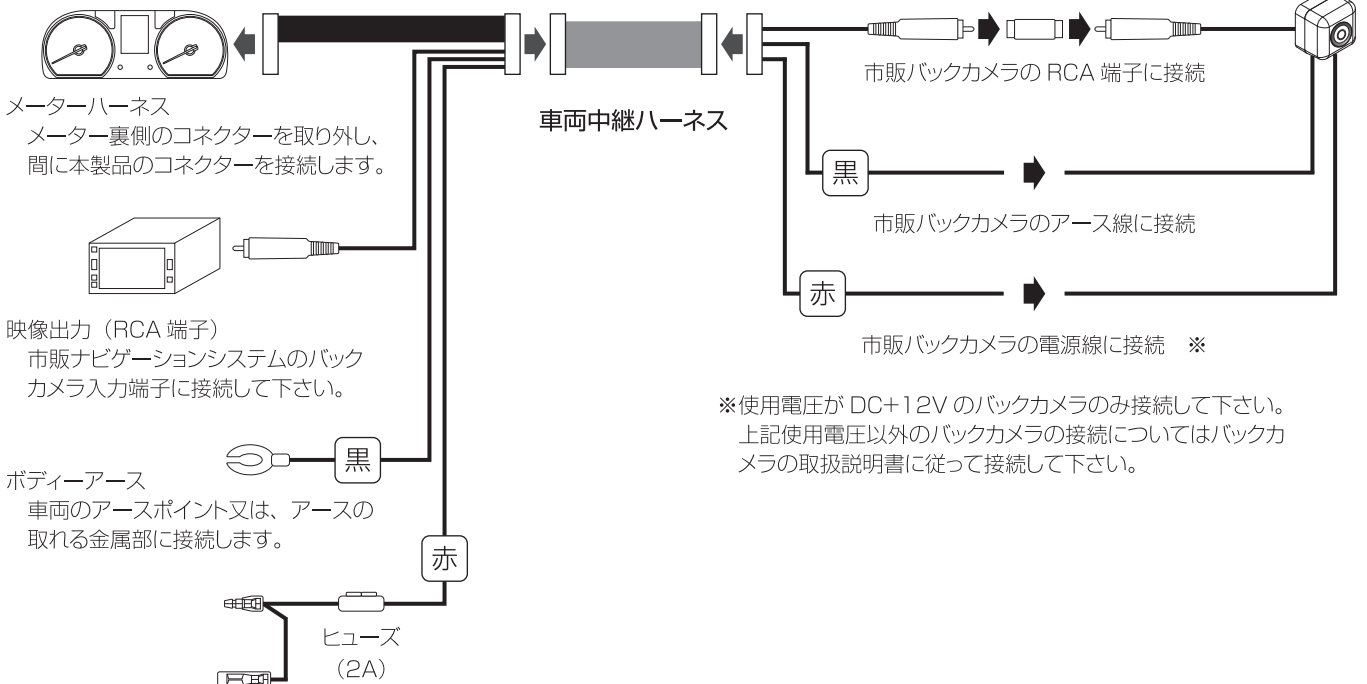 メーターハーネス
メーター裏側のコネクターを取り外し、
間に本製品のコネクターを接続します。
映像出力（RCA 端子）
市販ナビゲーションシステムのバック
カメラ入力端子に接続して下さい。
ボディーアース
車両のアースポイント又は、アースの
取れる金属部に接続します。
黒
赤
ヒューズ
（2A）
車両中継ハーネス
市販バックカメラの RCA 端子に接続
黒
市販バックカメラのアース線に接続
赤
市販バックカメラの電源線に接続　※
※使用電圧が DC+12V のバックカメラのみ接続して下さい。
上記使用電圧以外のバックカメラの接続についてはバックカ
メラの取扱説明書に従って接続して下さい。